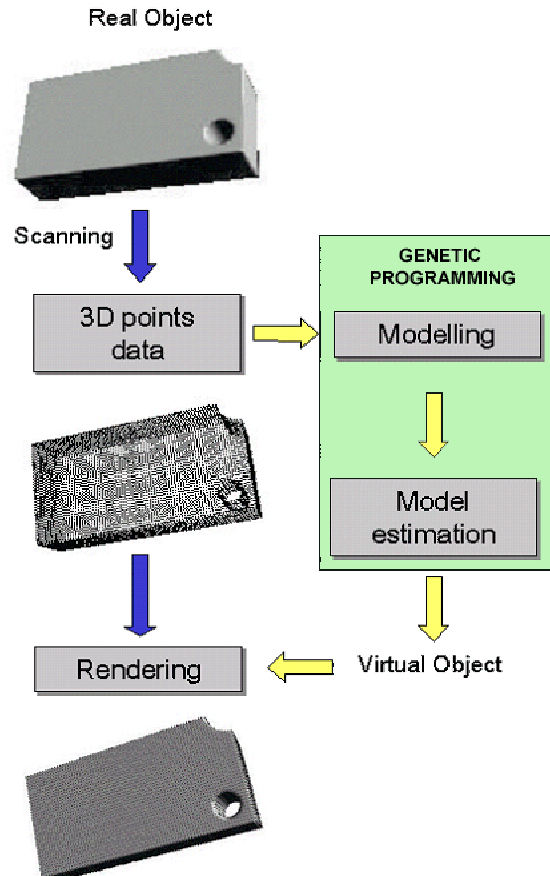 Real Object
Scanning
GENETIC
PROGRAMMING
3D points
data
Modelling
Model
estimation
Rendering
Virtual Object